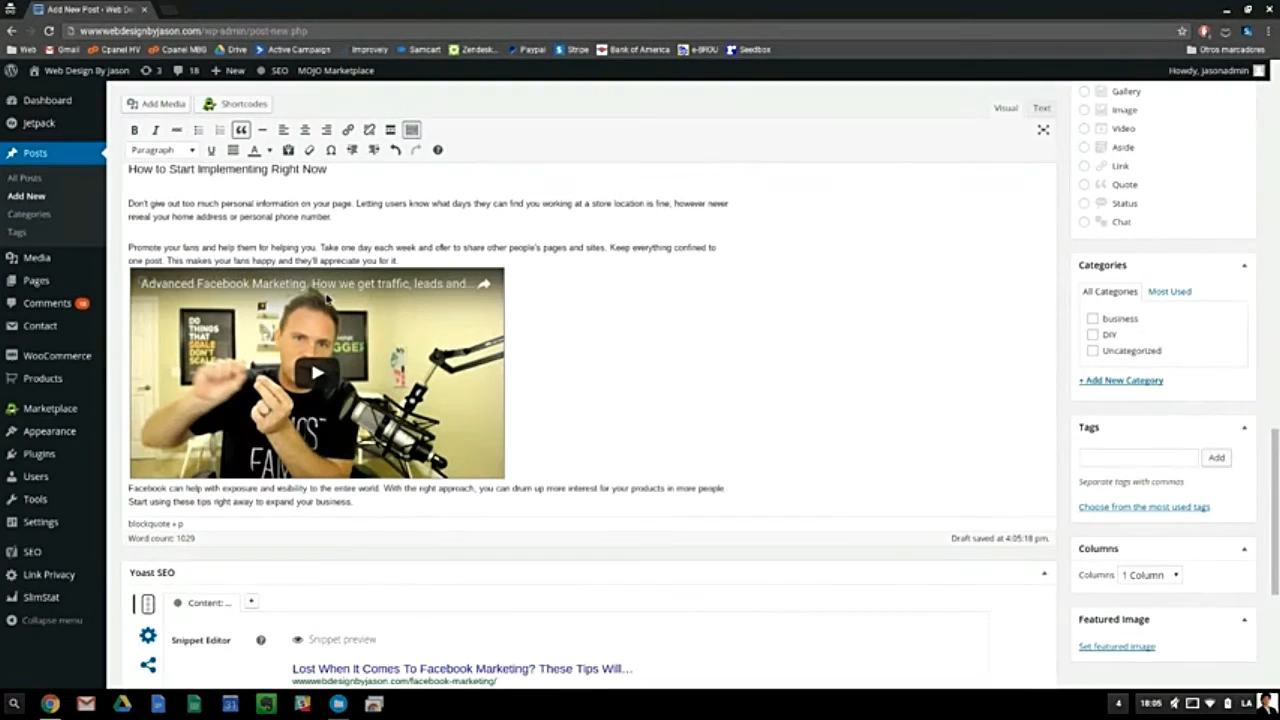 Add New Post ‹ Web De
www.webdesignbyjason.com/wp-admin/post-new.php
Web Gmail Cpanel HV Cpanel MBG Drive Active Campaign Improvely Samcart Zendesk... Paypal Stripe Bank of America e-BROU Seedbox Otros marcadores
Web Design By Jason 3 18 New SEO MOJO Marketplace Howdy, jasonadmin
Dashboard
Jetpack
Posts
All Posts
Add New
Categories
Tags
Media
Pages
Comments
Contact
WooCommerce
Products
Marketplace
Appearance
Plugins
Users
Tools
Settings
SEO
Link Privacy
SlimStat
Collapse menu
Add Media Shortcodes
Visual Text
B I
Paragraph U A
How to Start Implementing Right Now
Don't give out too much personal information on your page. Letting users know what days they can find you working at a store location is fine, however never
reveal your home address or personal phone number.
Promote your fans and help them for helping you. Take one day each week and offer to share other people's pages and sites. Keep everything confined to
one post. This makes your fans happy and they'll appreciate you for it.
Advanced Facebook Marketing. How we get traffic, leads and...
DO
THINGS
THAT
GOALS
DON'T
SCALE
Facebook can help with exposure and visibility to the entire world. With the right approach, you can drum up more interest for your products in more people
Start using these tips right away to expand your business.
blockquote » p
Word count: 1029
Draft saved at 4:05:18 pm.
Yoast SEO
Content: ...
+
Snippet Editor
Snippet preview
Lost When It Comes To Facebook Marketing? These Tips Will...
www.webdesignbyjason.com/facebook-marketing/
Gallery
Image
Video
Aside
Link
Quote
Status
Chat
Categories
All Categories Most Used
business
DIY
Uncategorized
+ Add New Category
Tags
Add
Separate tags with commas
Choose from the most used tags
Columns
Columns 1 Column
Featured Image
Set featured image
4 18:05 LA